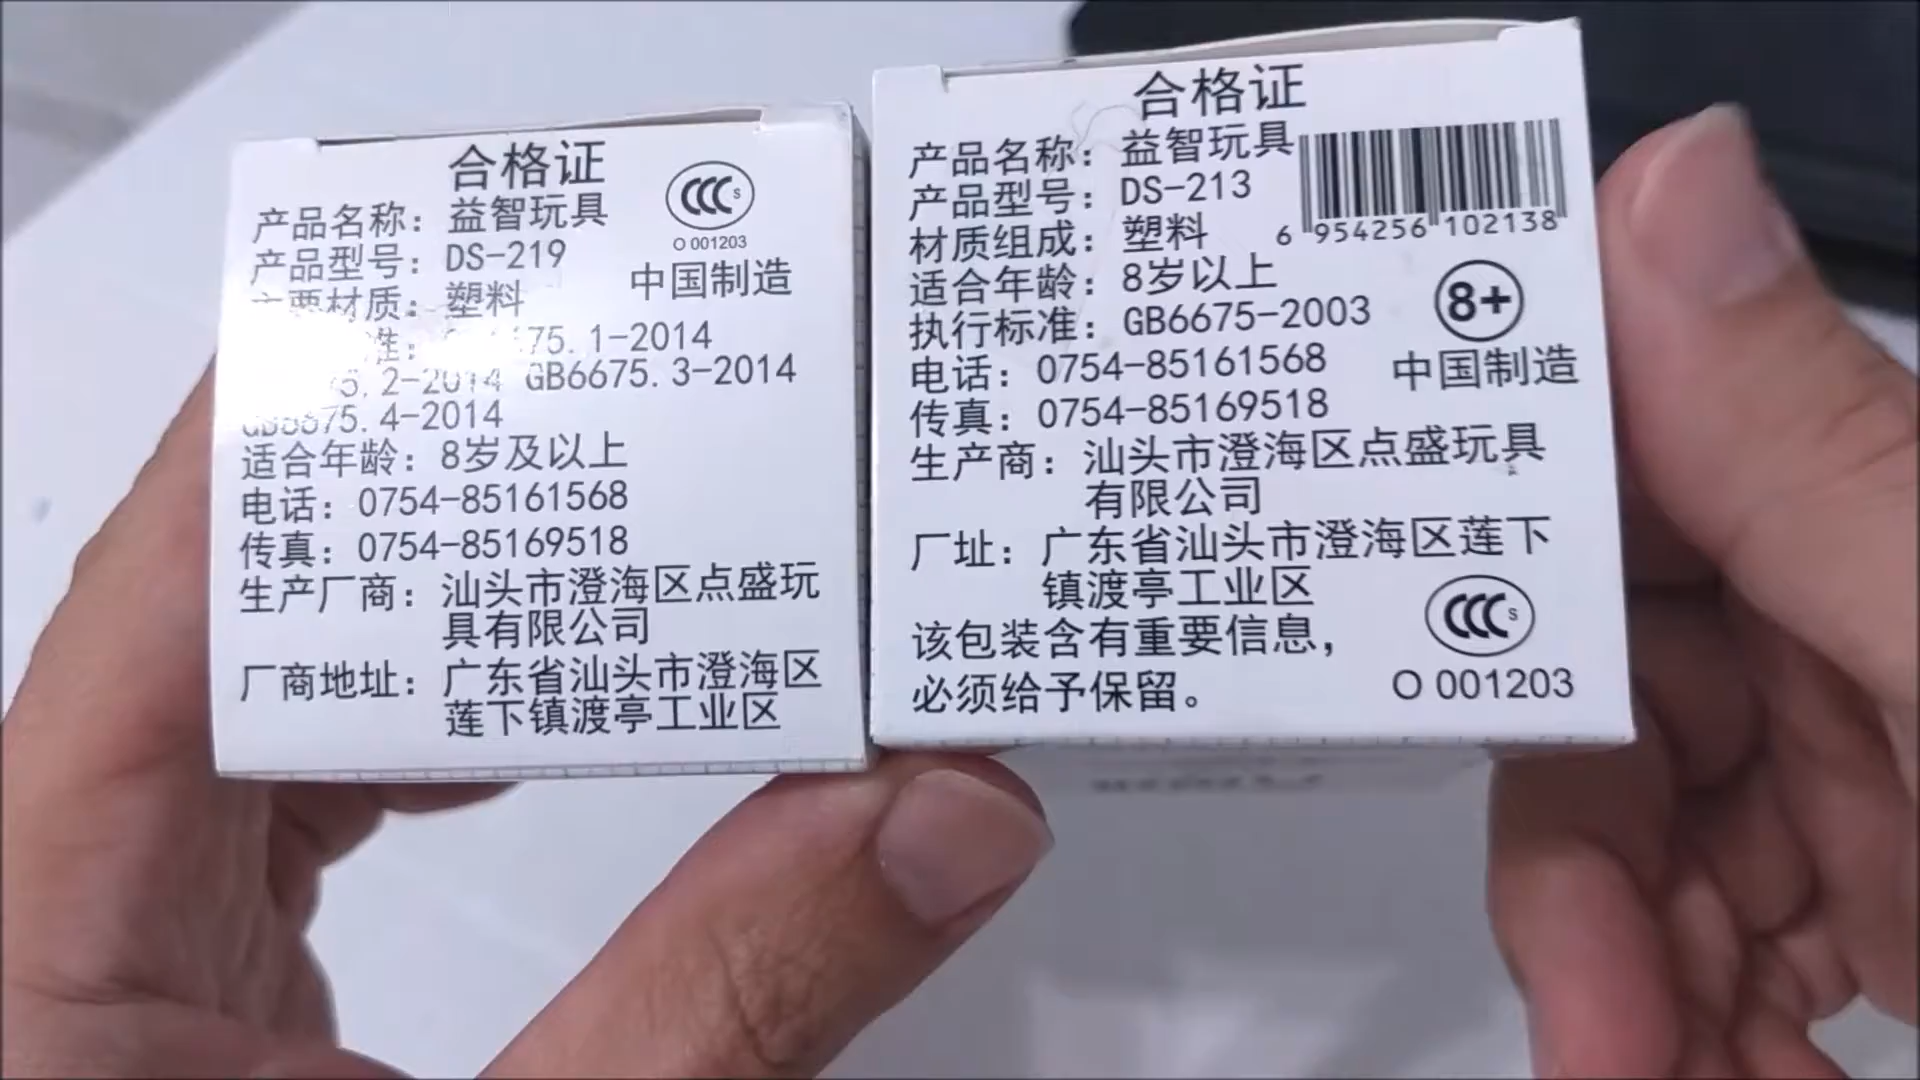 合格证
产品名称：益智玩具
产品型号：DS-219
要材质：塑料
准： 75.1-2014
5.2-2014 GB6675.3-2014
GB6675.4-2014
适合年龄：8岁及以上
电话：0754-85161568
传真：0754-85169518
生产厂商：汕头市澄海区点盛玩
具有限公司
厂商地址：广东省汕头市澄海区
莲下镇渡亭工业区
CCC S
O 001203
中国制造
合格证
产品名称：益智玩具
产品型号：DS-213
材质组成：塑料
适合年龄：8岁以上
执行标准：GB6675-2003
电话：0754-85161568
传真：0754-85169518
生产商：汕头市澄海区点盛玩具
有限公司
厂址：广东省汕头市澄海区莲下
镇渡亭工业区
该包装含有重要信息，
必须给予保留。
6 954256 102138
8+
中国制造
CCC S
O 001203